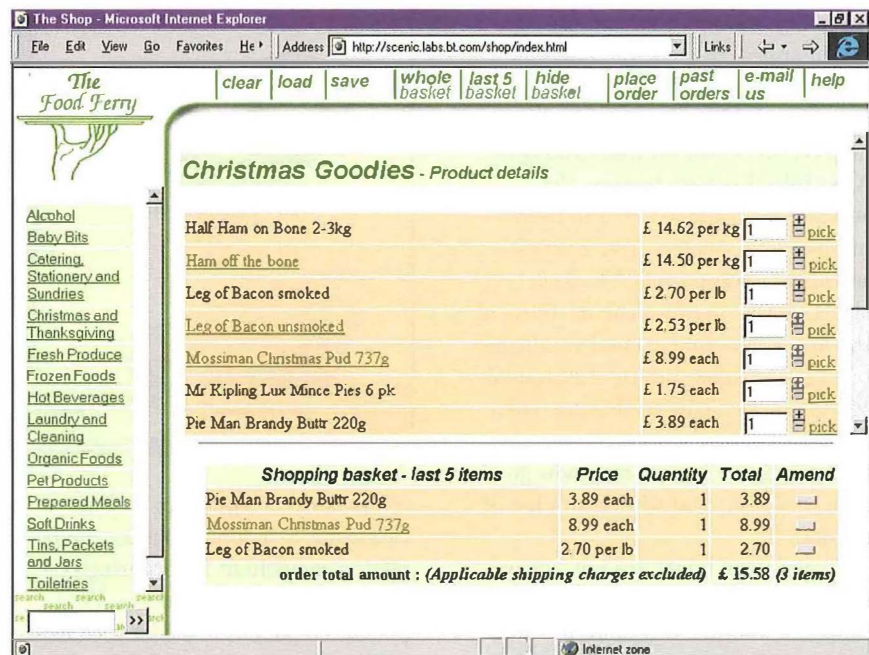 The Shop - Microsoft Internet Explorer
File Edit View Go Favorites He Address http://scenic.labs.bt.com/shop/index.html Links
The
Food Ferry
clear load save whole basket last 5 basket hide basket place order past orders e-mail us help
Christmas Goodies - Product details
Alcohol
Baby Bits
Catering,
Stationery and
Sundries
Christmas and
Thanksgiving
Fresh Produce
Frozen Foods
Hot Beverages
Laundry and
Cleaning
Organic Foods
Pet Products
Prepared Meals
Soft Drinks
Tins, Packets
and Jars
Toiletries
search search search
search search
>>
Half Ham on Bone 2-3kg £ 14.62 per kg 1 pick
Ham off the bone £ 14.50 per kg 1 pick
Leg of Bacon smoked £ 2.70 per lb 1 pick
Leg of Bacon unsmoked £ 2.53 per lb 1 pick
Mossiman Christmas Pud 737g £ 8.99 each 1 pick
Mr Kipling Lux Mince Pies 6 pk £ 1.75 each 1 pick
Pie Man Brandy Buttr 220g £ 3.89 each 1 pick
Shopping basket - last 5 items Price Quantity Total Amend
Pie Man Brandy Buttr 220g 3.89 each 1 3.89
Mossiman Christmas Pud 737g 8.99 each 1 8.99
Leg of Bacon smoked 2.70 per lb 1 2.70
order total amount : (Applicable shipping charges excluded) £ 15.58 (3 items)
Internet zone